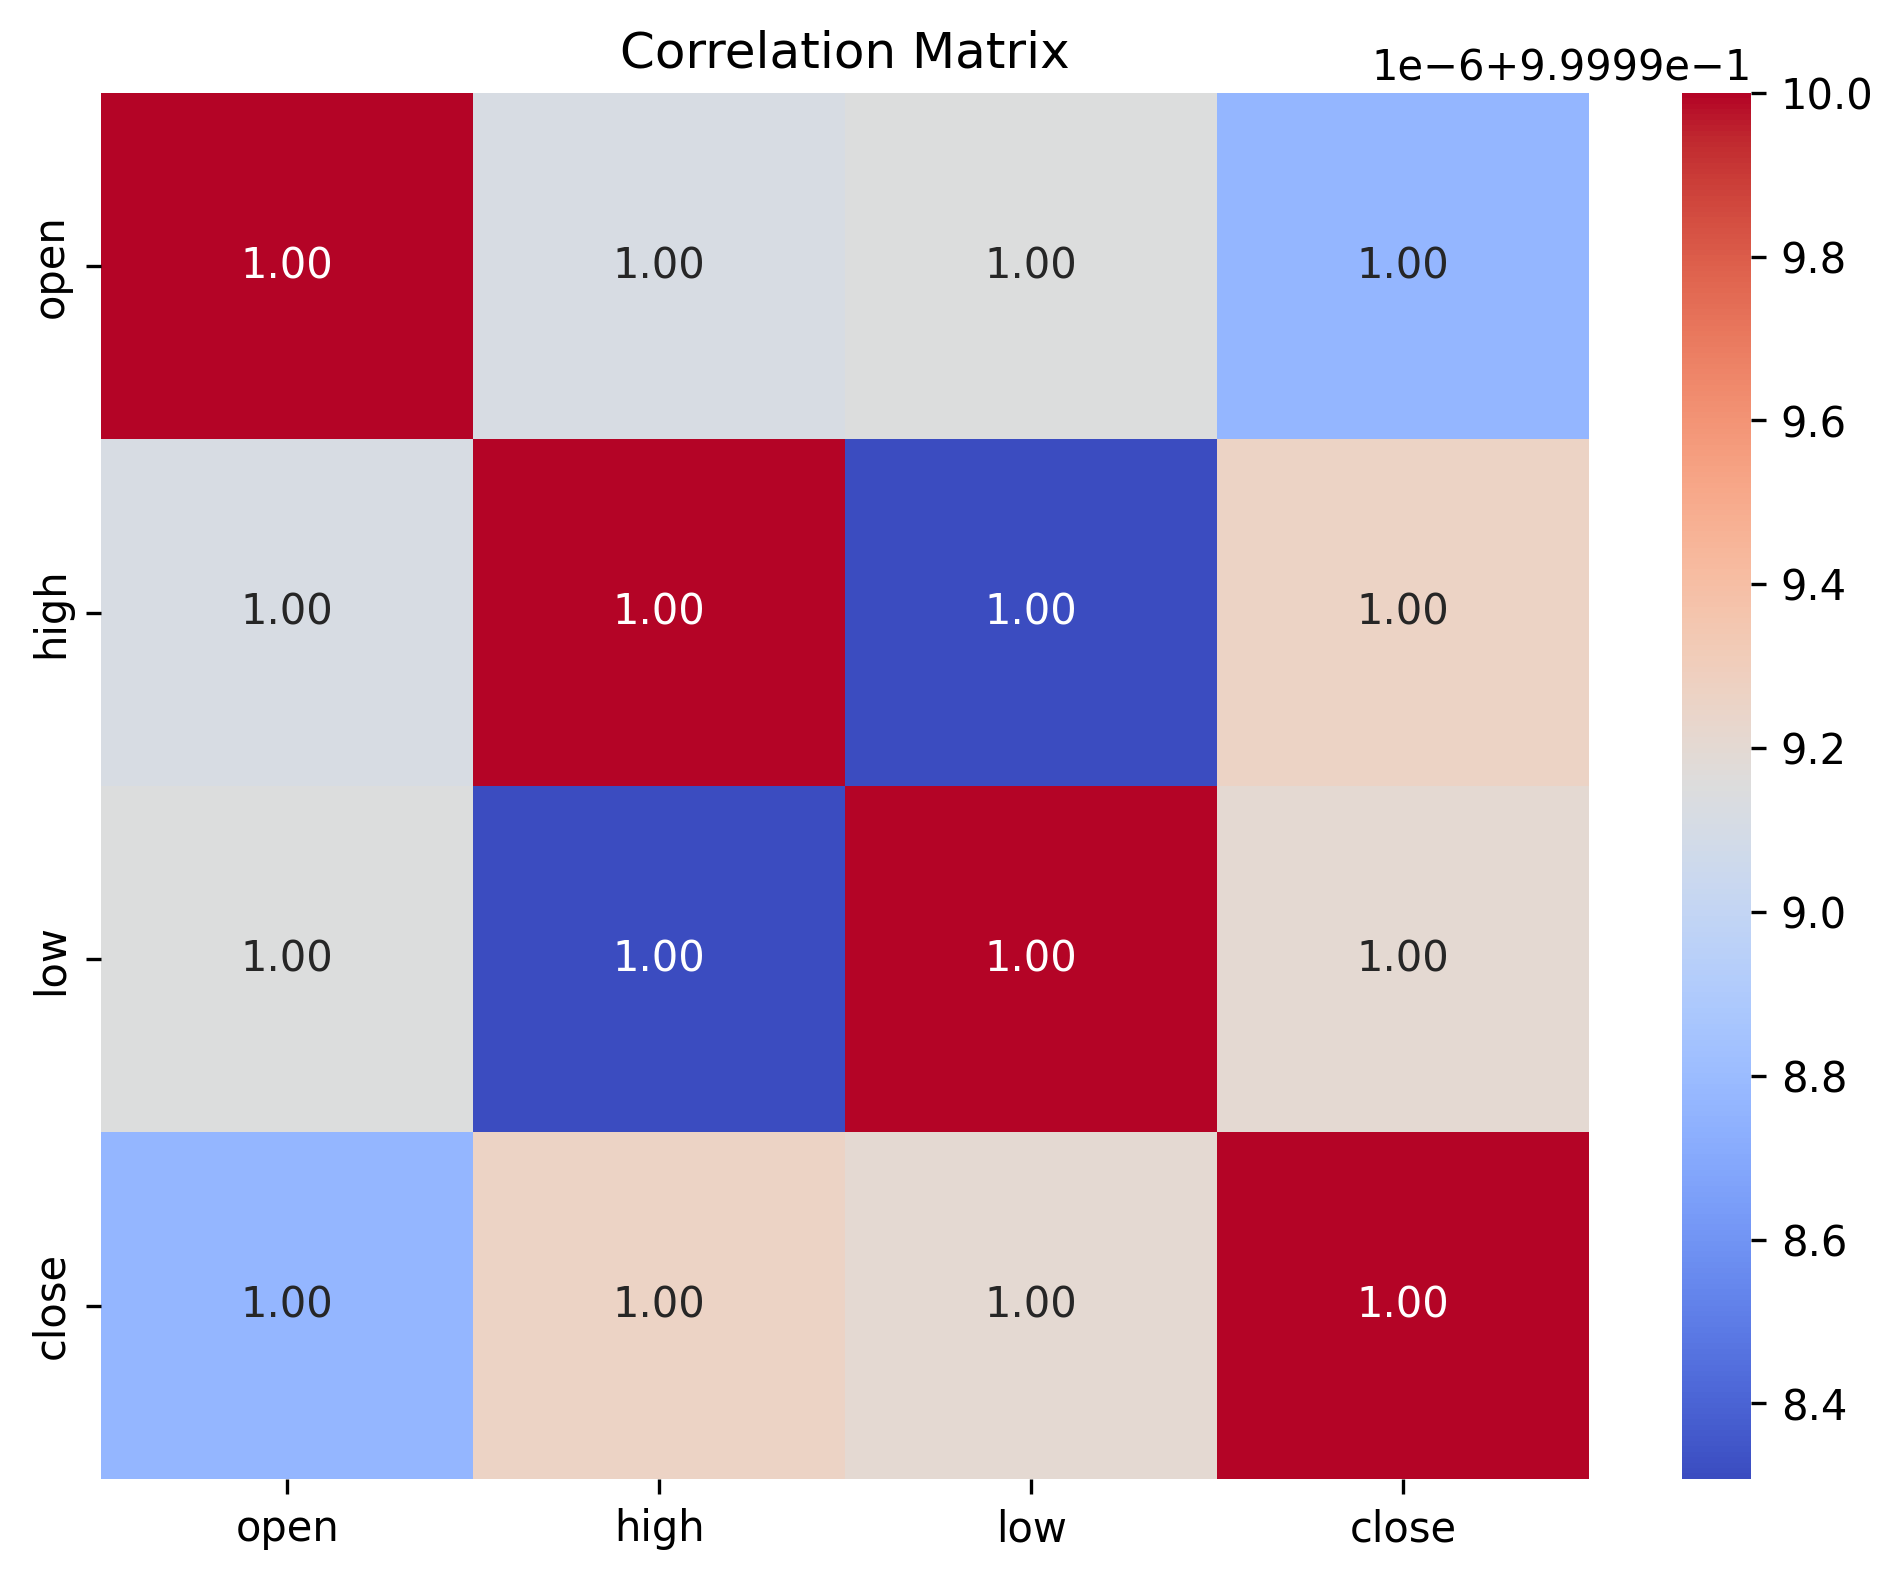 Correlation Matrix
1e−6+9.9999e−1
10.0
open 1.00 1.00 1.00 1.00
9.8
9.6
high 1.00 1.00 1.00 1.00
9.4
9.2
9.0
low 1.00 1.00 1.00 1.00
8.8
8.6
close 1.00 1.00 1.00 1.00
8.4
open high low close